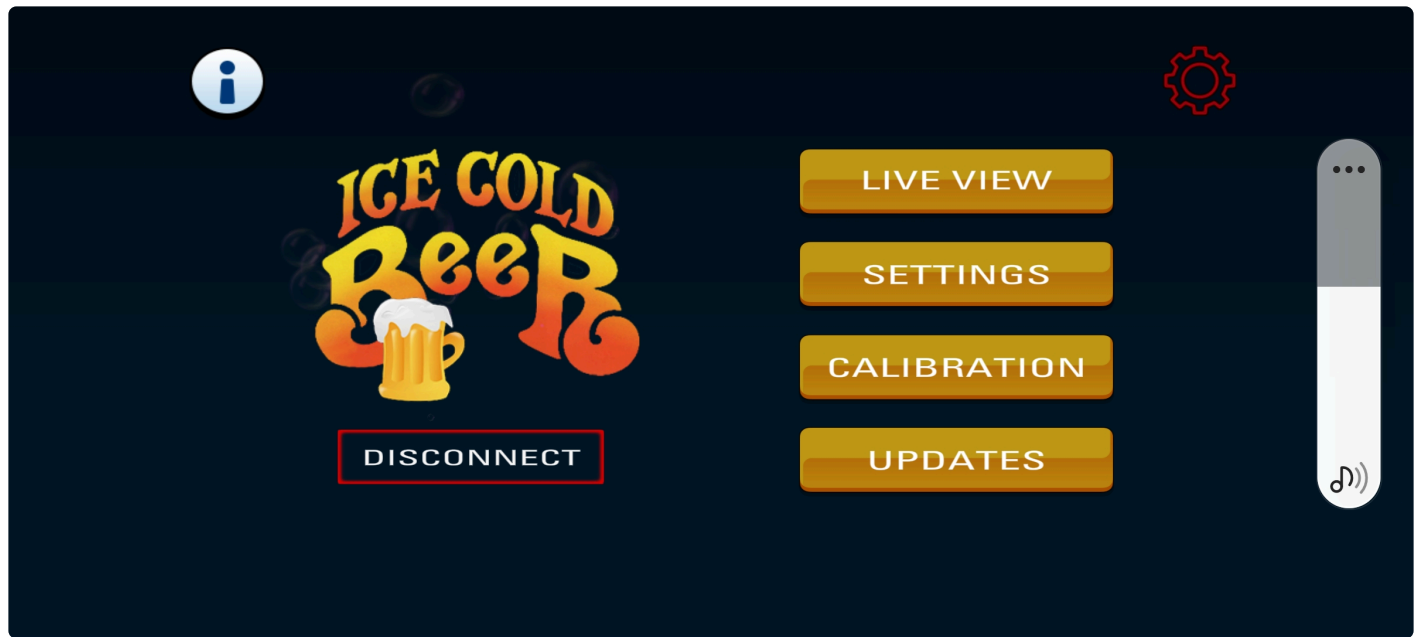 ICE COLD
BEER
DISCONNECT
LIVE VIEW
SETTINGS
CALIBRATION
UPDATES